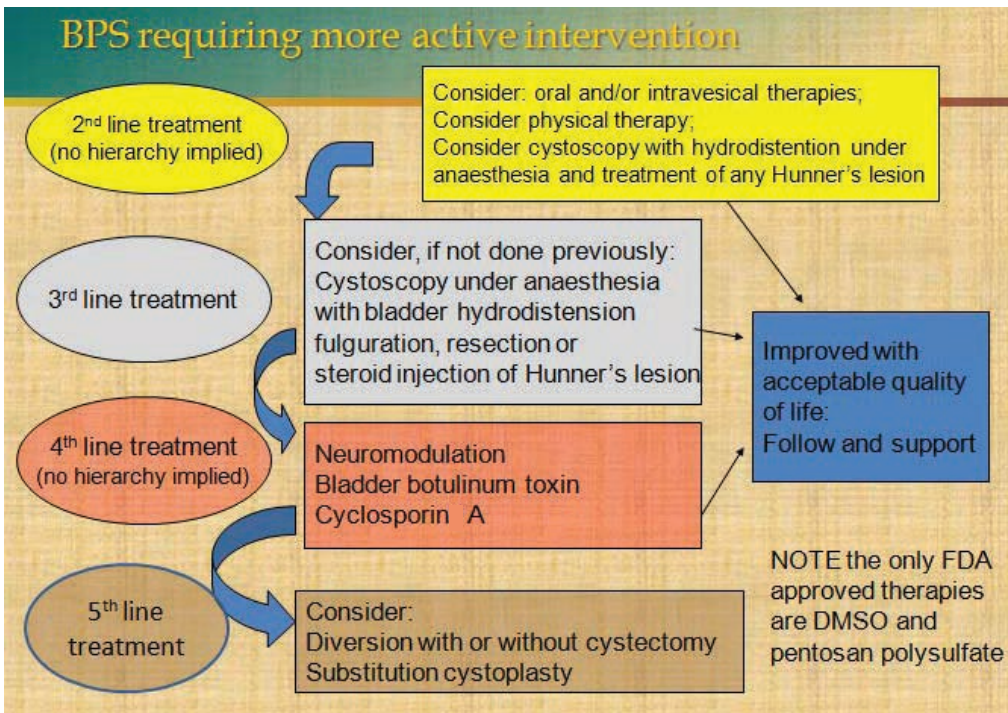 BPS requiring more active intervention
2nd line treatment
(no hierarchy implied)
Consider: oral and/or intravesical therapies;
Consider physical therapy;
Consider cystoscopy with hydrodistention under
anaesthesia and treatment of any Hunner's lesion
3rd line treatment
Consider, if not done previously:
Cystoscopy under anaesthesia
with bladder hydrodistension
fulguration, resection or
steroid injection of Hunner's lesion
Improved with
acceptable quality
of life:
Follow and support
4th line treatment
(no hierarchy implied)
Neuromodulation
Bladder botulinum toxin
Cyclosporin A
5th line
treatment
Consider:
Diversion with or without cystectomy
Substitution cystoplasty
NOTE the only FDA
approved therapies
are DMSO and
pentosan polysulfate